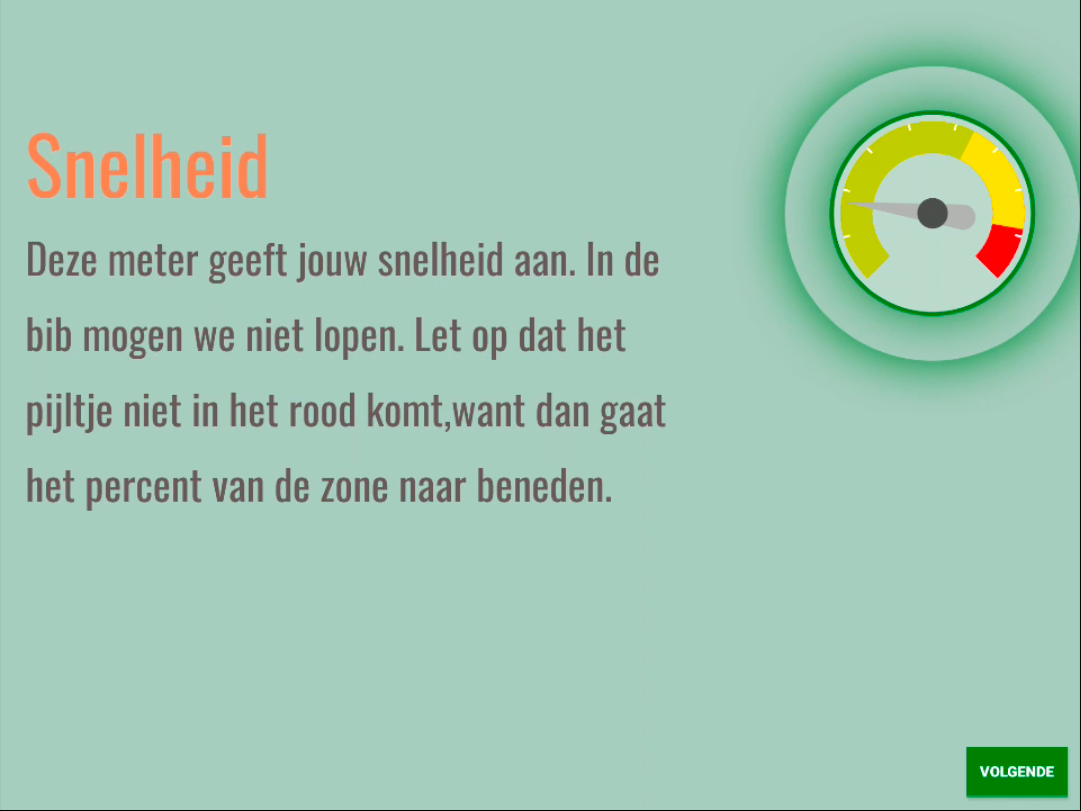 Snelheid
Deze meter geeft jouw snelheid aan. In de
bib mogen we niet lopen. Let op dat het
pijltje niet in het rood komt,want dan gaat
het percent van de zone naar beneden.
VOLGENDE